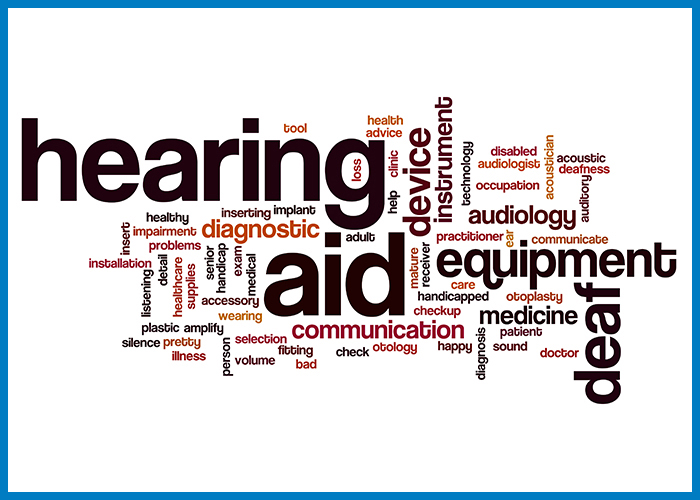 hearing
aid
tool
health
advice
loss
clinic
help
device
instrument
technology
disabled
audiologist
occupation
acoustician
acoustic
deafness
auditory
audiology
practitioner
ear
communicate
equipment
mature
receiver
care
handicapped
otoplasty
checkup
medicine
deaf
adult
implant
inserting
diagnostic
healthy
impairment
insert
problems
installation
detail
listening
healthcare
supplies
senior
handicap
exam
medical
accessory
wearing
communication
plastic
amplify
silence
pretty
illness
person
selection
volume
fitting
bad
check
otology
happy
diagnosis
patient
sound
doctor